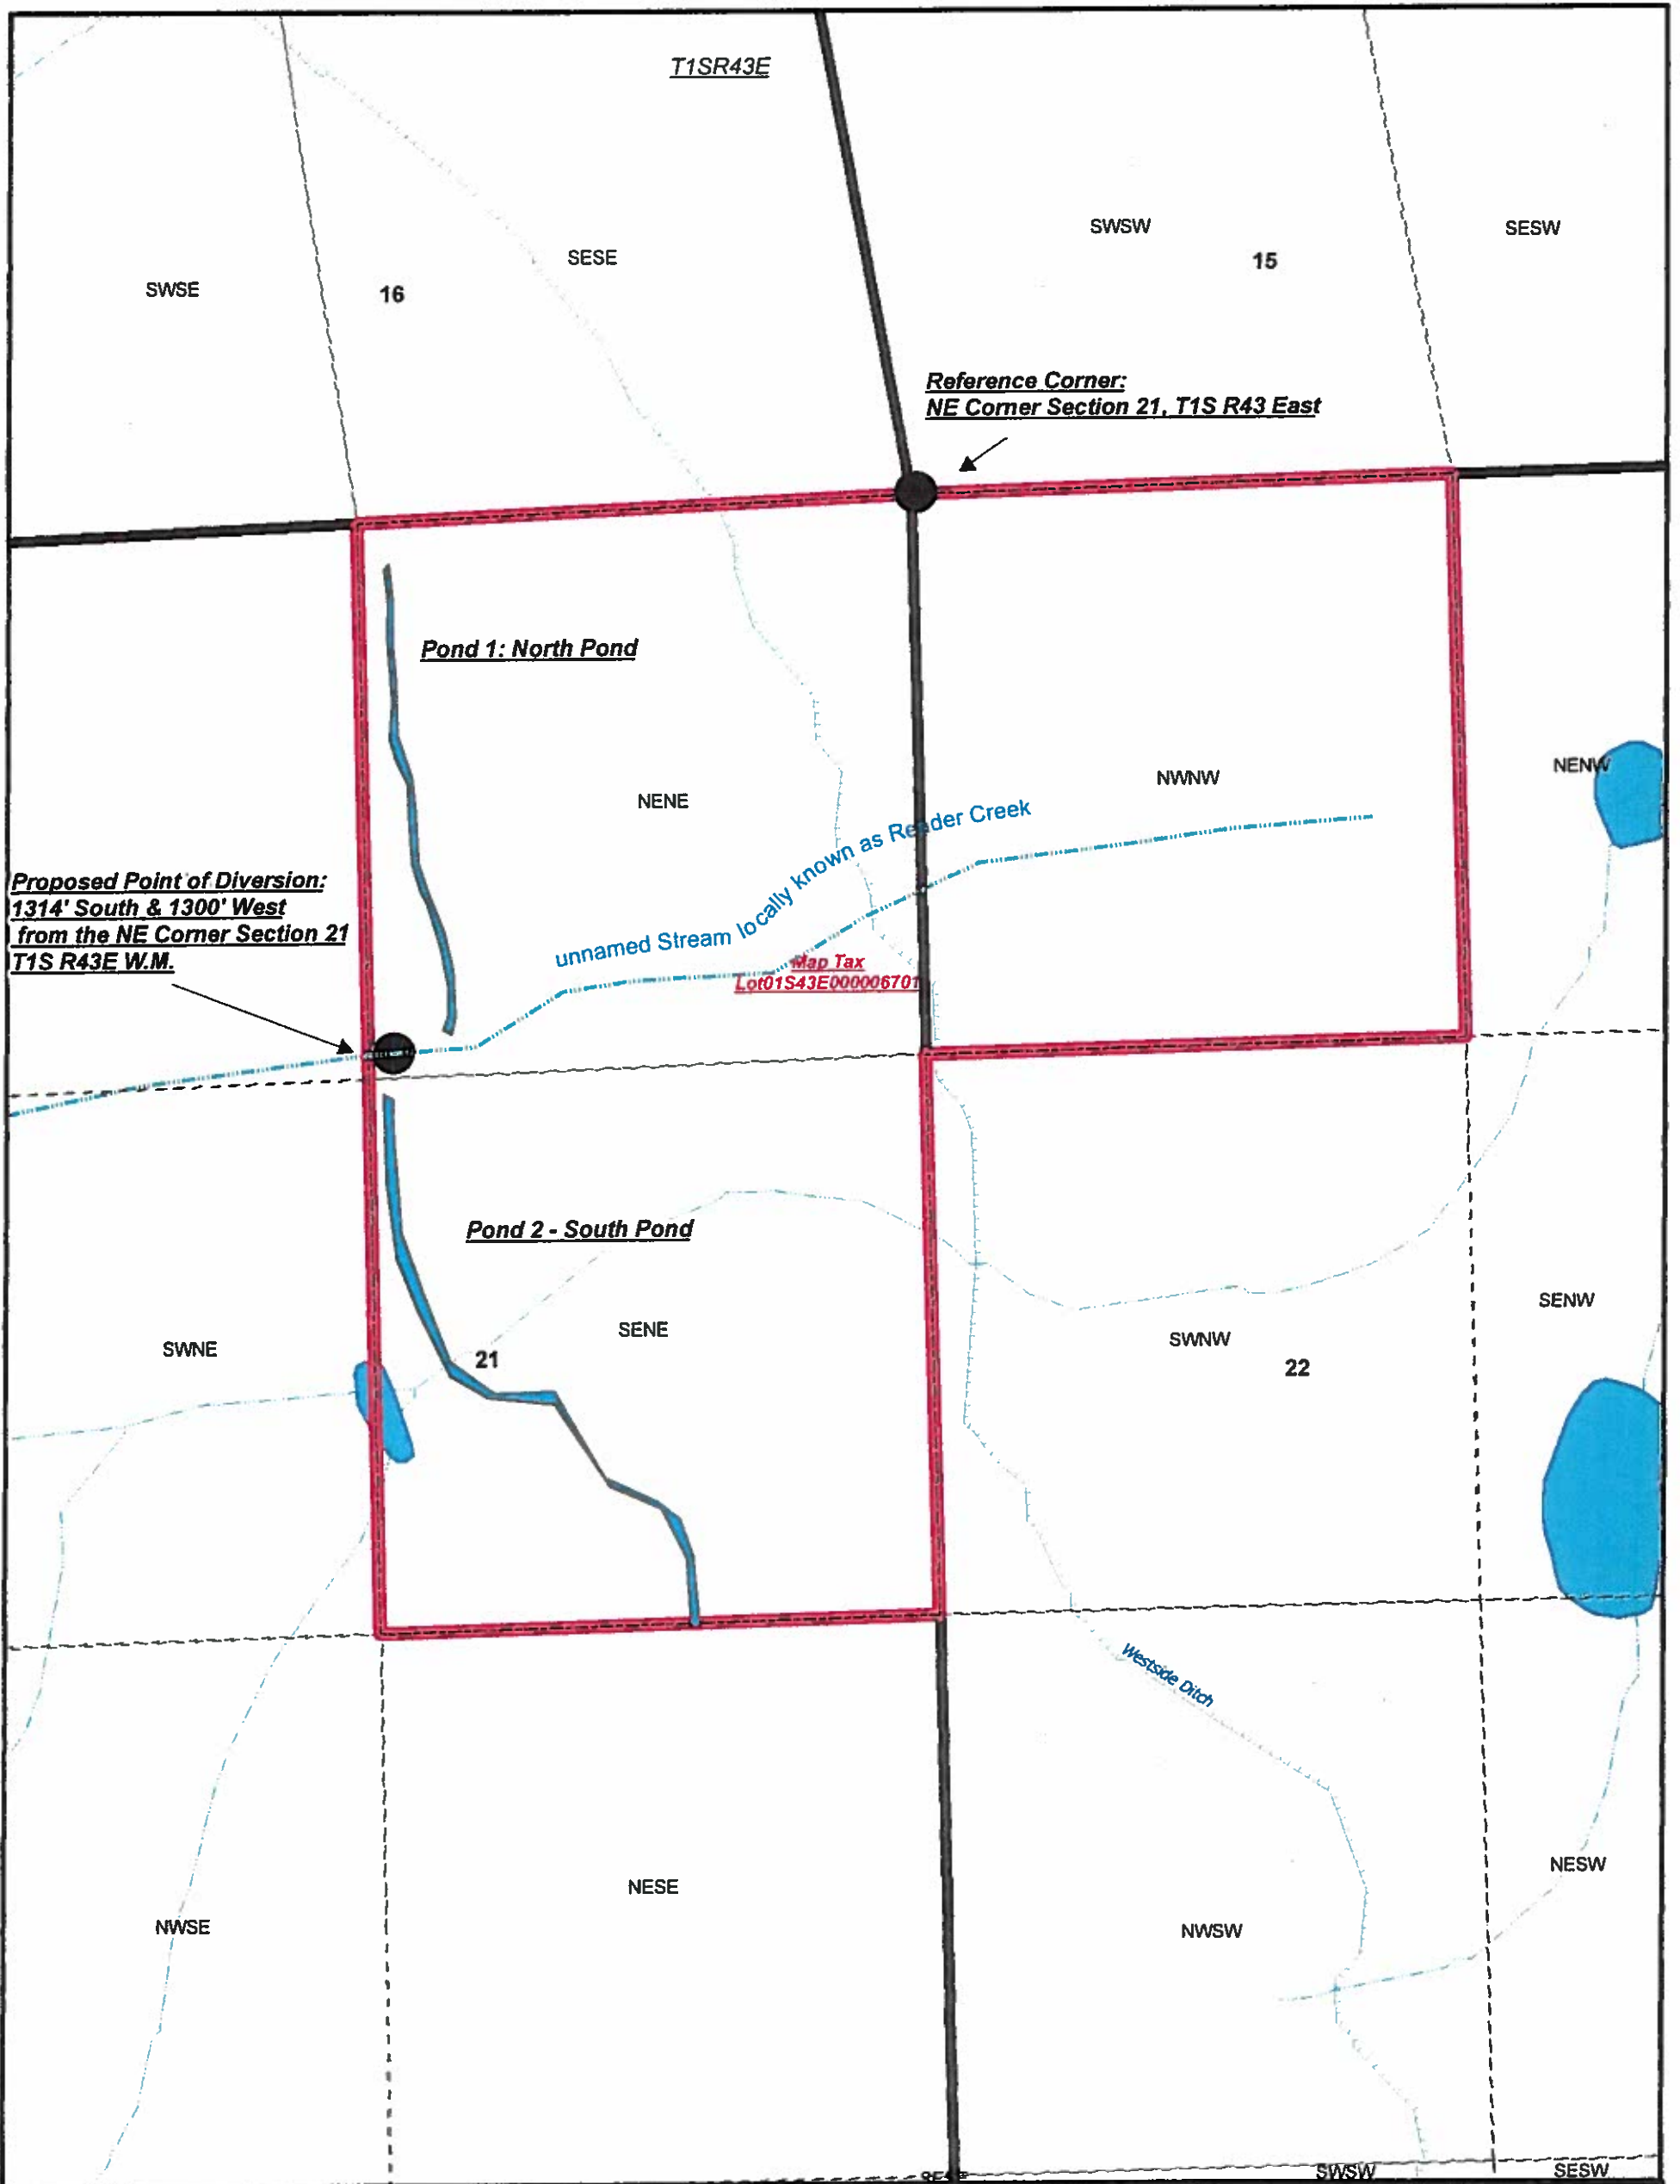 T1SR43E
SWSW
SESW
SESE
15
SWSE
16
Reference Corner:
NE Corner Section 21, T1S R43 East
Pond 1: North Pond
NENW
NWNW
NENE
unnamed Stream locally known as Reader Creek
Proposed Point of Diversion:
1314' South & 1300' West
from the NE Corner Section 21
T1S R43E W.M.
Map Tax
Lot01S43E000006701
Pond 2 - South Pond
SENW
SENE
SWNW
SWNE
21
22
Westside Ditch
NESW
NESE
NWSE
NWSW
SWSW
SESW